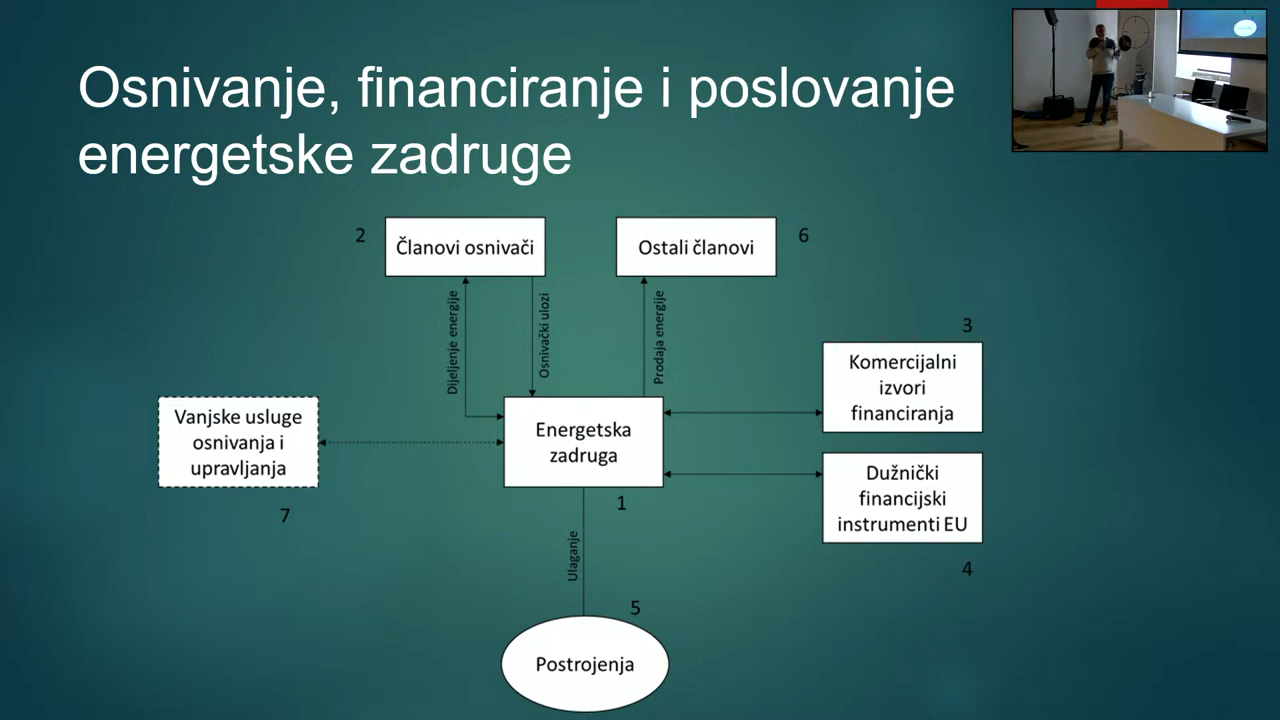 Osnivanje, financiranje i poslovanje
energetske zadruge
2
Članovi osnivači
Ostali članovi
6
Dijeljenje energije
Osnivački ulozi
Prodaja energije
3
Komercijalni
izvori
financiranja
Vanjske usluge
osnivanja i
upravljanja
7
Energetska
zadruga
1
Dužnički
financijski
instrumenti EU
4
Ulaganje
5
Postrojenja